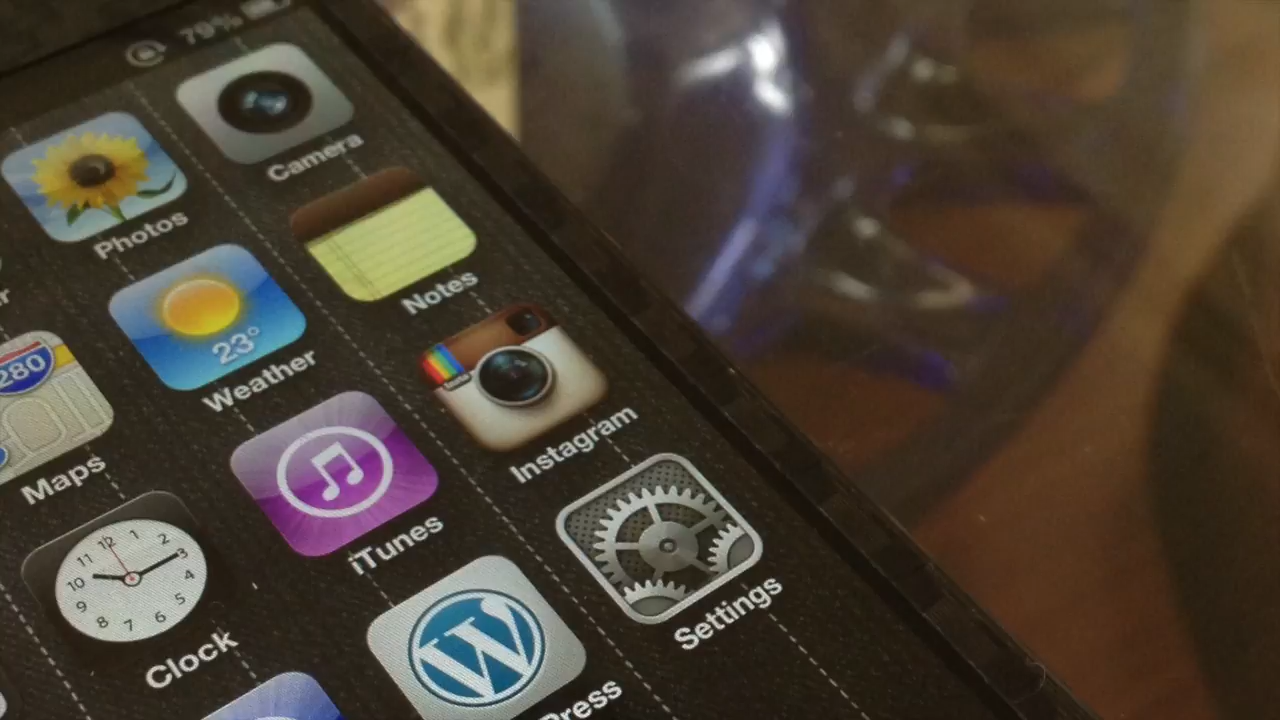 79%
Camera
Photos
Notes
23°
Weather
Instagram
280
Maps
iTunes
Settings
12 1 2 3 4 5 6 7 8 9 10 11
Clock
W
Press